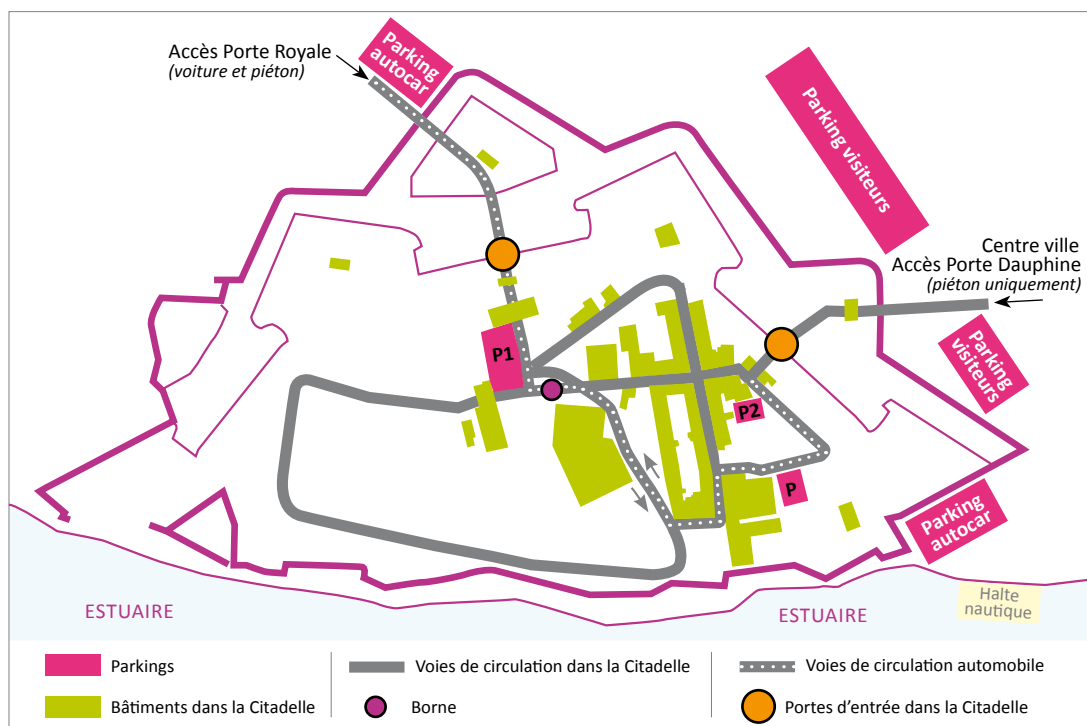 Accès Porte Royale
(voiture et piéton)
Parking
autocar
Parking visiteurs
Centre ville
Accès Porte Dauphine
(piéton uniquement)
Parking
visiteurs
P1
P2
P
Parking
autocar
Halte
nautique
ESTUAIRE
ESTUAIRE
Parkings
Voies de circulation dans la Citadelle
Voies de circulation automobile
Bâtiments dans la Citadelle
Borne
Portes d'entrée dans la Citadelle